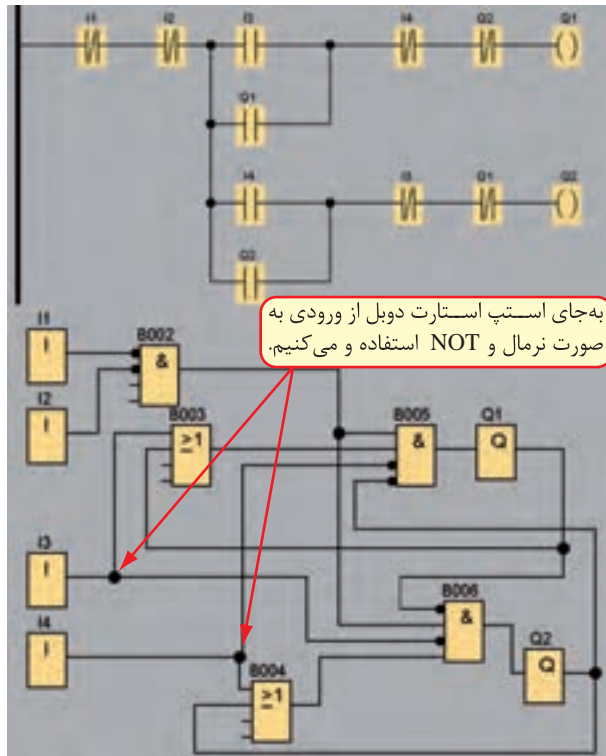 I1 I2 I3 I4 Q2 Q1
Q1
I4 I3 Q1 Q2
Q2
به‌جای استپ استارت دوبل از ورودی به
صورت نرمال و NOT استفاده و می‌کنیم.
I1
I
B002
&
I2
I
B003
≥1
B005
&
Q1
Q
I3
I
B006
&
I4
I
B004
≥1
Q2
Q